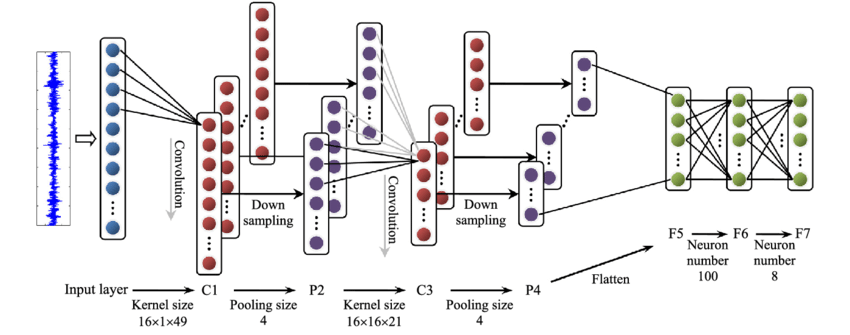 Convolution
Down
sampling
Convolution
Down
sampling
Input layer
C1
P2
C3
P4
Kernel size
16×1×49
Pooling size
4
Kernel size
16×16×21
Pooling size
4
Flatten
F5
F6
F7
Neuron
number
100
Neuron
number
8